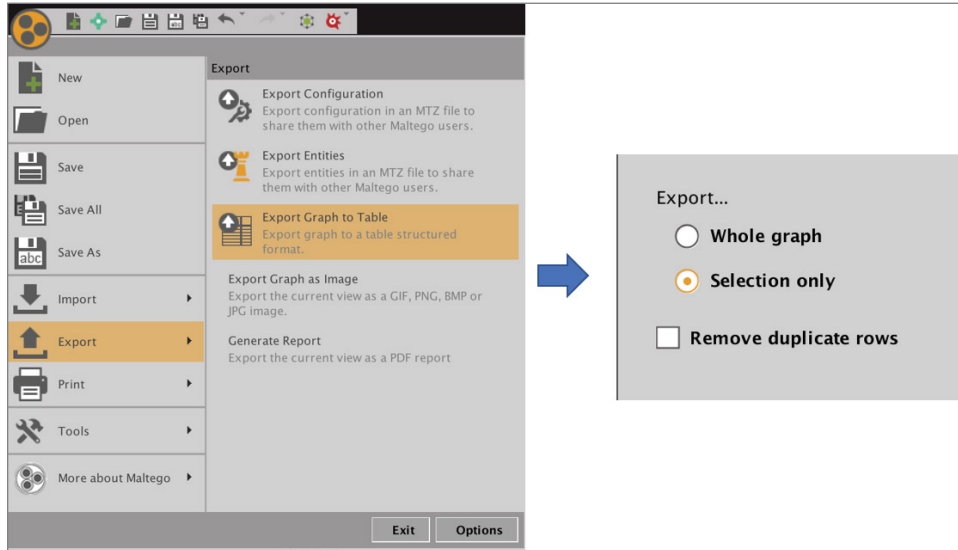 abc
New
Open
Save
Save All
abc
Save As
Import
Export
Print
Tools
More about Maltego
Export
Export Configuration
Export configuration in an MTZ file to
share them with other Maltego users.
Export Entities
Export entities in an MTZ file to share
them with other Maltego users.
Export Graph to Table
Export graph to a table structured
format.
Export Graph as Image
Export the current view as a GIF, PNG, BMP or
JPG image.
Generate Report
Export the current view as a PDF report
Exit
Options
Export...
Whole graph
Selection only
Remove duplicate rows